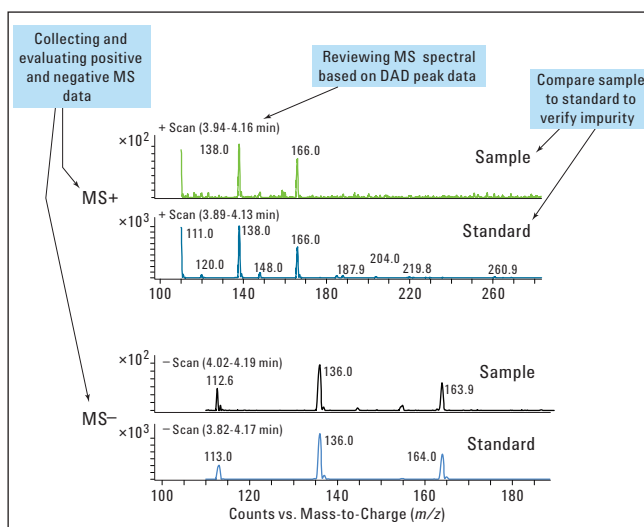 Collecting and
evaluating positive
and negative MS
data
Reviewing MS spectral
based on DAD peak data
Compare sample
to standard to
verify impurity
+ Scan (3.94-4.16 min)
×10²
138.0
166.0
Sample
MS+
+ Scan (3.89-4.13 min)
×10³
111.0
138.0
166.0
Standard
120.0
148.0
187.9
204.0
219.8
260.9
100 140 180 220 260
– Scan (4.02-4.19 min)
×10²
112.6
136.0
163.9
Sample
MS–
– Scan (3.82-4.17 min)
×10³
113.0
136.0
164.0
Standard
100 120 140 160 180
Counts vs. Mass-to-Charge (m/z)